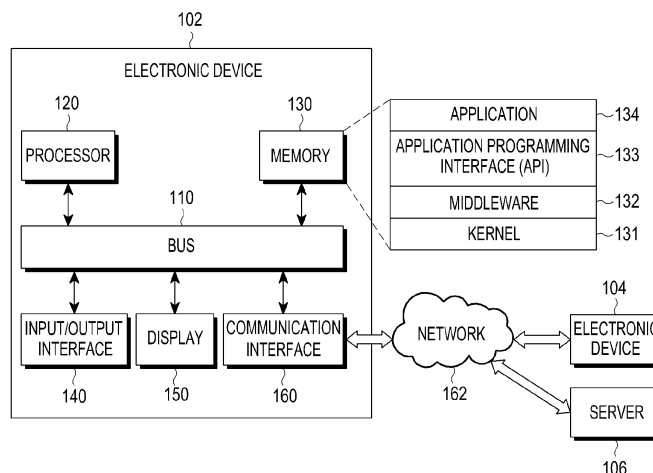 102
ELECTRONIC DEVICE
120
130
PROCESSOR
MEMORY
APPLICATION
134
APPLICATION PROGRAMMING
INTERFACE (API)
133
MIDDLEWARE
132
KERNEL
131
110
BUS
INPUT/OUTPUT
INTERFACE
DISPLAY
COMMUNICATION
INTERFACE
140
150
160
NETWORK
162
104
ELECTRONIC
DEVICE
SERVER
106